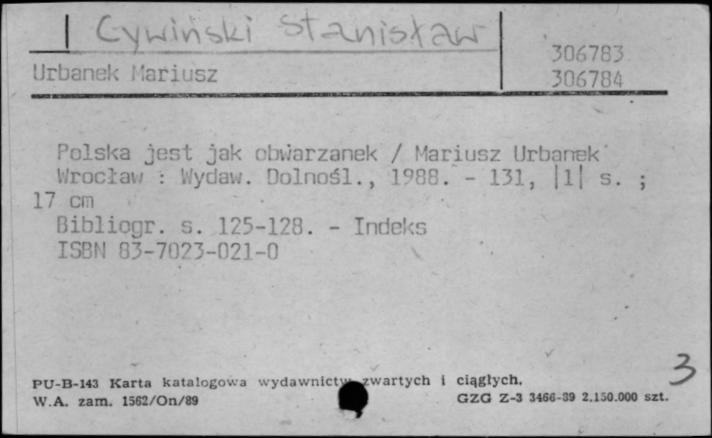 Cywiński Stanisław
306783
Urbanek Mariusz
306784
Polska jest jak obwarzanek / Mariusz Urbanek
Wrocław : Wydaw. Dolnośl., 1988. - 131, |1| s. ;
17 cm
Bibliogr. s. 125-128. - Indeks
ISBN 83-7023-021-0
3
PU-B-143 Karta katalogowa wydawnictw zwartych i ciągłych.
W.A. zam. 1562/On/89 GZG Z-3 3466-89 2.150.000 szt.